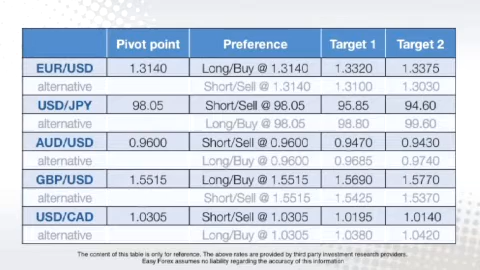 Pivot point Preference Target 1 Target 2
EUR/USD 1.3140 Long/Buy @ 1.3140 1.3320 1.3375
alternative Short/Sell @ 1.3140 1.3100 1.3030
USD/JPY 98.05 Short/Sell @ 98.05 95.85 94.60
alternative Long/Buy @ 98.05 98.80 99.60
AUD/USD 0.9600 Short/Sell @ 0.9600 0.9470 0.9430
alternative Long/Buy @ 0.9600 0.9685 0.9740
GBP/USD 1.5515 Long/Buy @ 1.5515 1.5690 1.5770
alternative Short/Sell @ 1.5515 1.5425 1.5370
USD/CAD 1.0305 Short/Sell @ 1.0305 1.0195 1.0140
alternative Long/Buy @ 1.0305 1.0380 1.0420
The content of this table is only for reference. The above rates are provided by third party investment research providers.
Easy Forex assumes no liability regarding the accuracy of this information